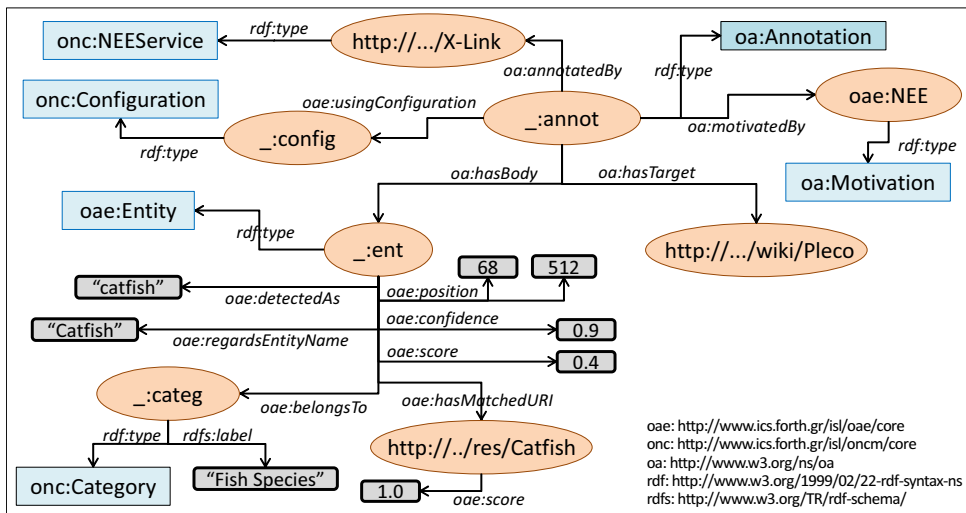 onc:NEEService
rdf:type
http://.../X-Link
oa:annotatedBy
rdf:type
oa:Annotation
onc:Configuration
rdf:type
_:config
oae:usingConfiguration
_:annot
oa:motivatedBy
oae:NEE
rdf:type
oa:Motivation
oa:hasBody
oa:hasTarget
oae:Entity
rdf:type
_:ent
http://.../wiki/Pleco
"catfish"
oae:detectedAs
oae:position
68
512
"Catfish"
oae:regardsEntityName
oae:confidence
0.9
oae:score
0.4
_:categ
oae:belongsTo
oae:hasMatchedURI
rdf:type
rdfs:label
http://../res/Catfish
onc:Category
"Fish Species"
1.0
oae:score
oae: http://www.ics.forth.gr/isl/oae/core
onc: http://www.ics.forth.gr/isl/oncm/core
oa: http://www.w3.org/ns/oa
rdf: http://www.w3.org/1999/02/22-rdf-syntax-ns
rdfs: http://www.w3.org/TR/rdf-schema/